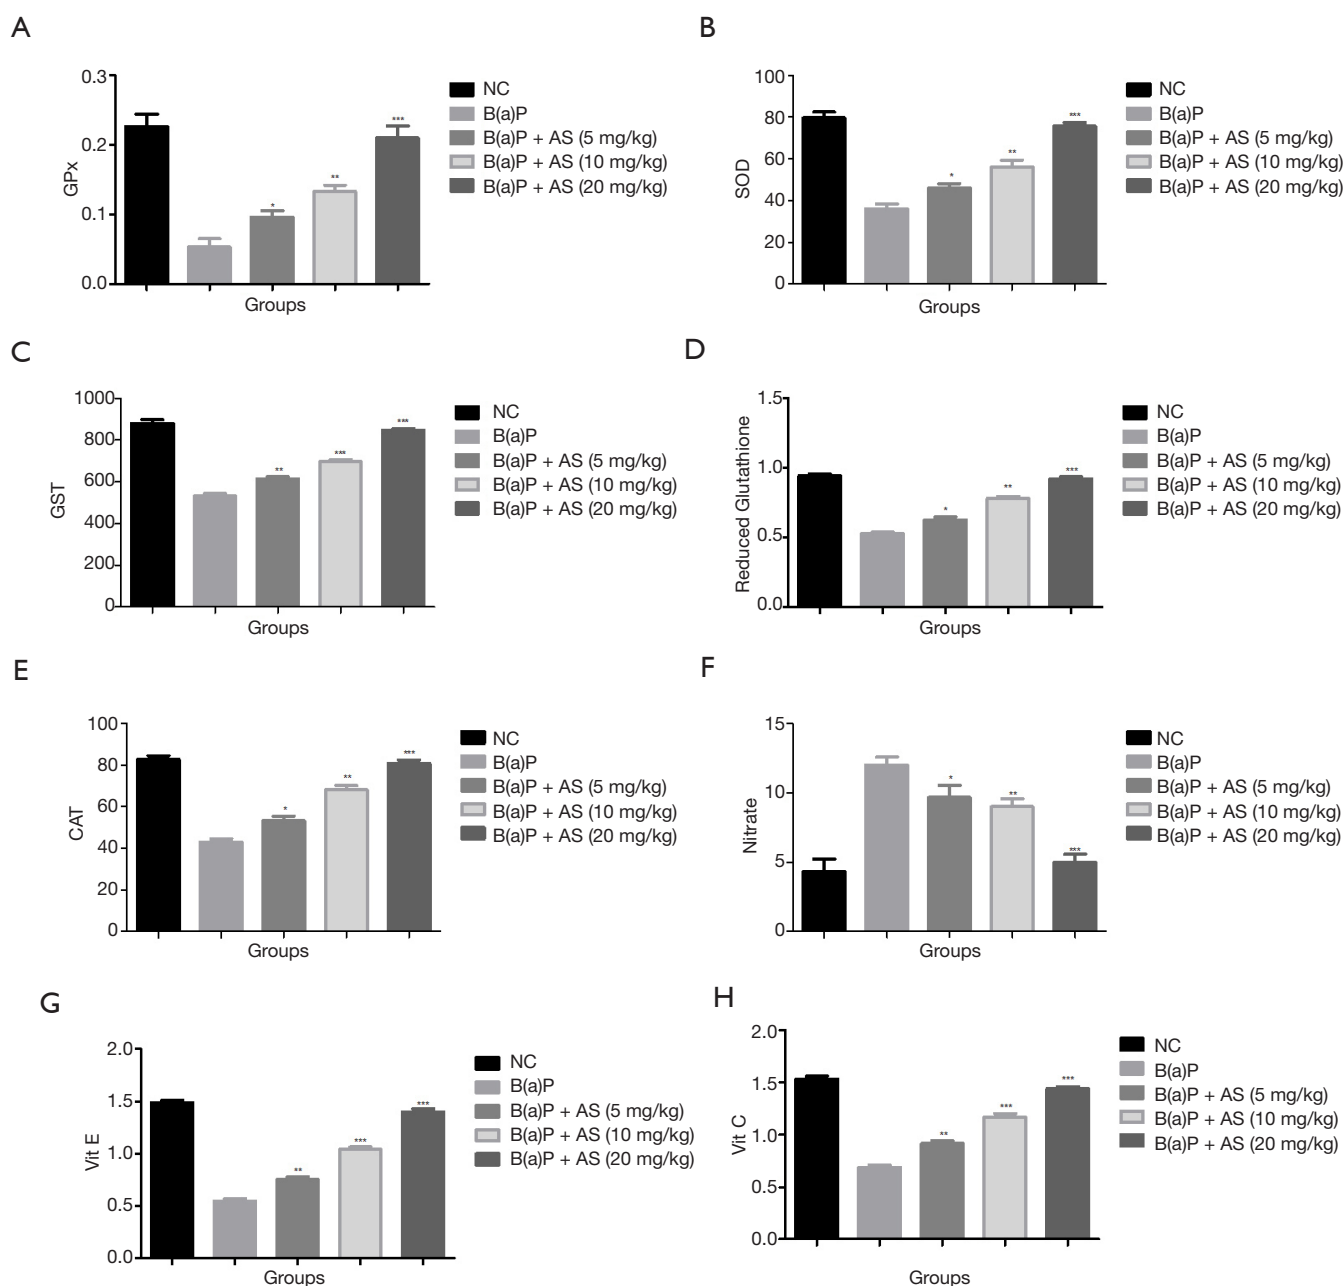 A
0.3
0.2
0.1
0.0
GPx
*
**
***
Groups
NC
B(a)P
B(a)P + AS (5 mg/kg)
B(a)P + AS (10 mg/kg)
B(a)P + AS (20 mg/kg)
B
100
80
60
40
20
0
SOD
*
**
***
Groups
NC
B(a)P
B(a)P + AS (5 mg/kg)
B(a)P + AS (10 mg/kg)
B(a)P + AS (20 mg/kg)
C
1000
800
600
400
200
0
GST
**
***
***
Groups
NC
B(a)P
B(a)P + AS (5 mg/kg)
B(a)P + AS (10 mg/kg)
B(a)P + AS (20 mg/kg)
D
1.5
1.0
0.5
0.0
Reduced Glutathione
*
**
***
Groups
NC
B(a)P
B(a)P + AS (5 mg/kg)
B(a)P + AS (10 mg/kg)
B(a)P + AS (20 mg/kg)
E
100
80
60
40
20
0
CAT
*
**
***
Groups
NC
B(a)P
B(a)P + AS (5 mg/kg)
B(a)P + AS (10 mg/kg)
B(a)P + AS (20 mg/kg)
F
15
10
5
0
Nitrate
*
**
***
Groups
NC
B(a)P
B(a)P + AS (5 mg/kg)
B(a)P + AS (10 mg/kg)
B(a)P + AS (20 mg/kg)
G
2.0
1.5
1.0
0.5
0.0
Vit E
**
***
***
Groups
NC
B(a)P
B(a)P + AS (5 mg/kg)
B(a)P + AS (10 mg/kg)
B(a)P + AS (20 mg/kg)
H
2.0
1.5
1.0
0.5
0.0
Vit C
**
***
***
Groups
NC
B(a)P
B(a)P + AS (5 mg/kg)
B(a)P + AS (10 mg/kg)
B(a)P + AS (20 mg/kg)